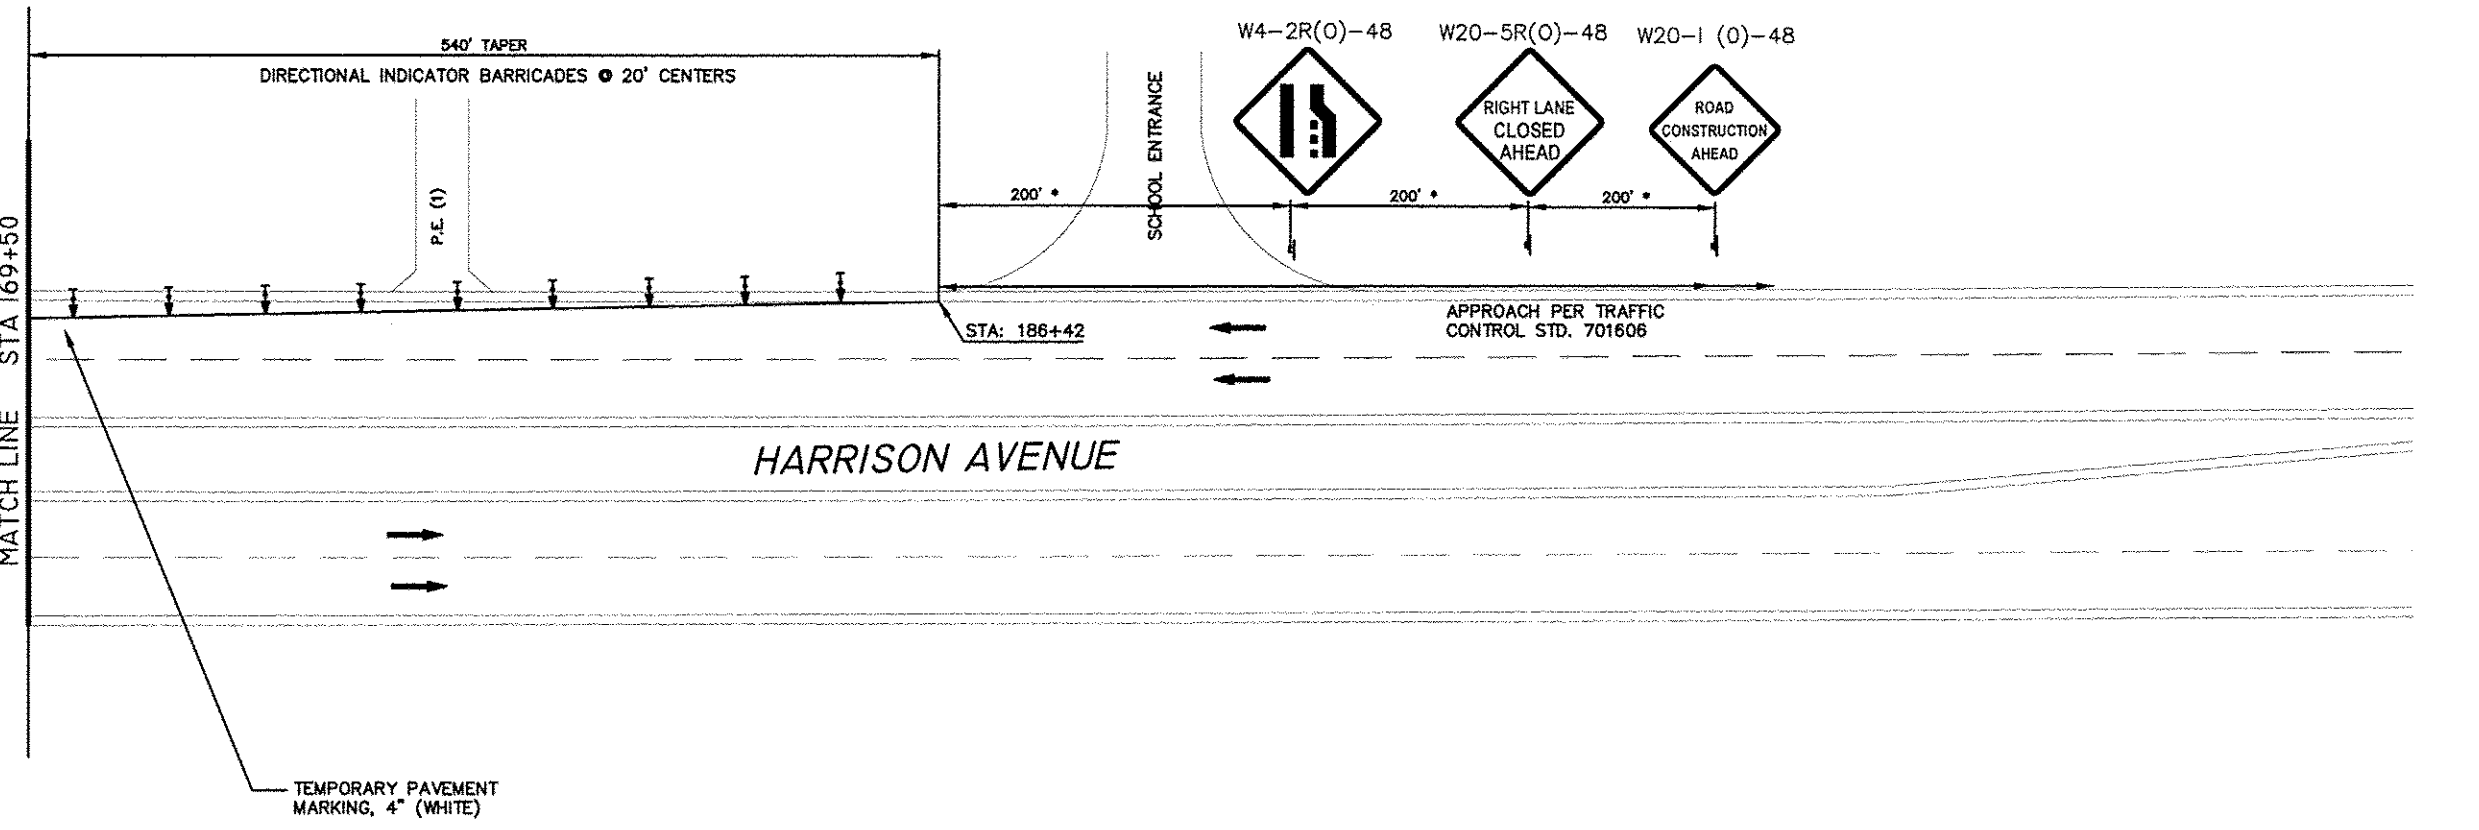 540' TAPER
DIRECTIONAL INDICATOR BARRICADES @ 20' CENTERS
W4-2R(O)-48
W20-5R(O)-48
W20-I (O)-48
RIGHT LANE
CLOSED
AHEAD
ROAD
CONSTRUCTION
AHEAD
SCHOOL ENTRANCE
P.E. (1)
200' *
200' *
200' *
MATCH LINE STA 169+50
STA: 186+42
APPROACH PER TRAFFIC
CONTROL STD. 701606
HARRISON AVENUE
TEMPORARY PAVEMENT
MARKING, 4" (WHITE)